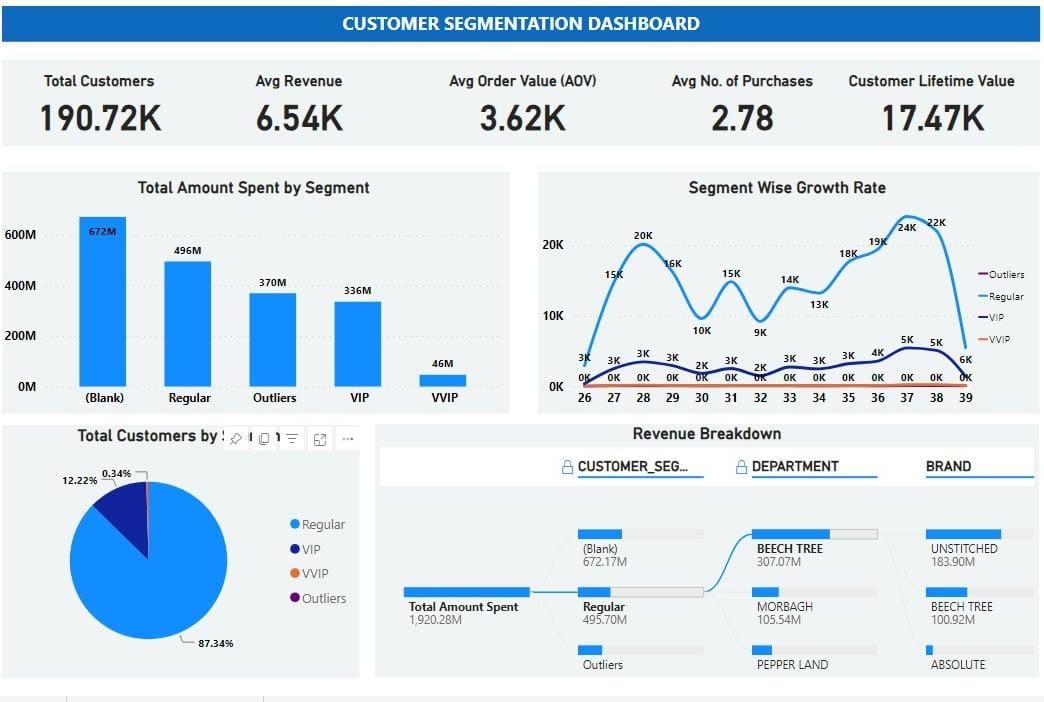 CUSTOMER SEGMENTATION DASHBOARD
Total Customers
190.72K
Avg Revenue
6.54K
Avg Order Value (AOV)
3.62K
Avg No. of Purchases
2.78
Customer Lifetime Value
17.47K
Total Amount Spent by Segment
600M
400M
200M
0M
672M
496M
370M
336M
46M
(Blank) Regular Outliers VIP VVIP
Segment Wise Growth Rate
20K
10K
0K
3K 15K 20K 16K 10K 15K 9K 14K 13K 18K 19K 24K 22K 6K
3K 3K 3K 2K 3K 2K 3K 3K 3K 4K 5K 5K
0K 0K 0K 0K 0K 0K 0K 0K 0K 0K 0K 0K 0K 0K
26 27 28 29 30 31 32 33 34 35 36 37 38 39
Outliers
Regular
VIP
VVIP
Total Customers by
12.22%
0.34%
87.34%
Regular
VIP
VVIP
Outliers
Revenue Breakdown
CUSTOMER_SEG... DEPARTMENT BRAND
Total Amount Spent
1,920.28M
(Blank)
672.17M
Regular
495.70M
Outliers
BEECH TREE
307.07M
MORBAGH
105.54M
PEPPER LAND
UNSTITCHED
183.90M
BEECH TREE
100.92M
ABSOLUTE